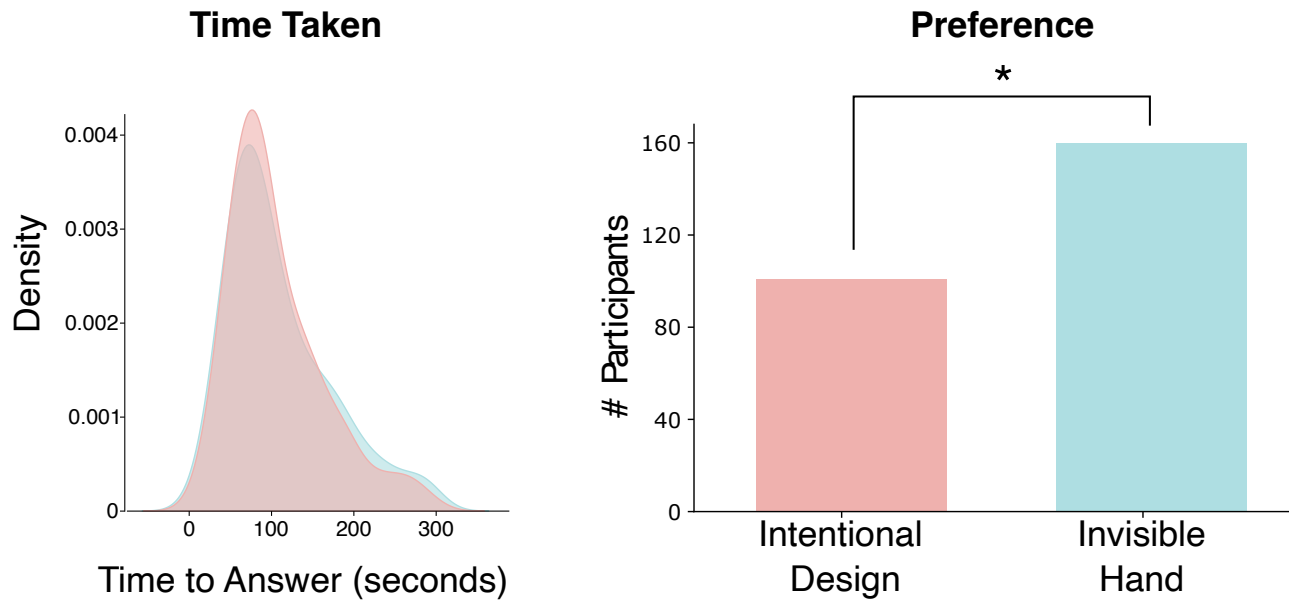 Time Taken
Density
0.004
0.003
0.002
0.001
0
0 100 200 300
Time to Answer (seconds)
Preference
*
# Participants
160
120
80
40
0
Intentional
Design
Invisible
Hand